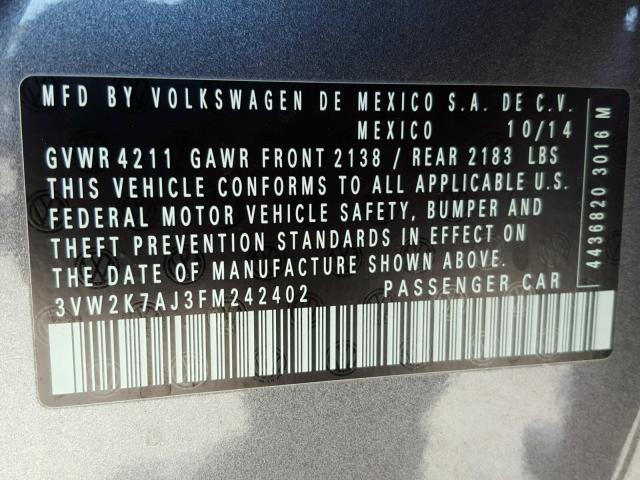 MFD BY VOLKSWAGEN DE MEXICO S.A. DE C.V.
MEXICO 10/14
GVWR 4211 GAWR FRONT 2138 / REAR 2183 LBS
THIS VEHICLE CONFORMS TO ALL APPLICABLE U.S.
FEDERAL MOTOR VEHICLE SAFETY, BUMPER AND
THEFT PREVENTION STANDARDS IN EFFECT ON
THE DATE OF MANUFACTURE SHOWN ABOVE.
3VW2K7AJ3FM242402 PASSENGER CAR
4436820 3016 M